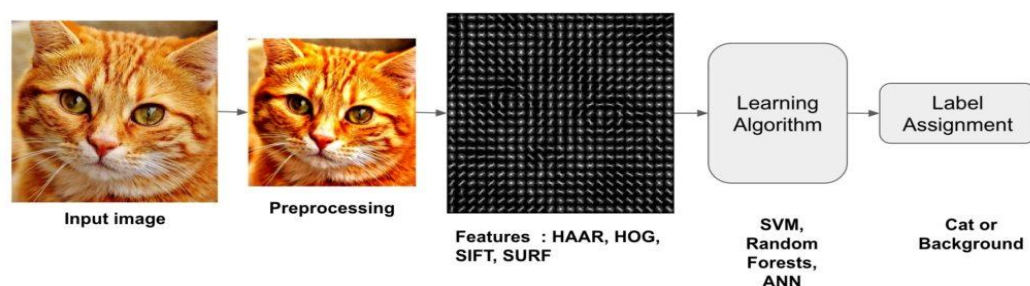 Input image
Preprocessing
Features : HAAR, HOG,
SIFT, SURF
Learning
Algorithm
SVM,
Random
Forests,
ANN
Label
Assignment
Cat or
Background